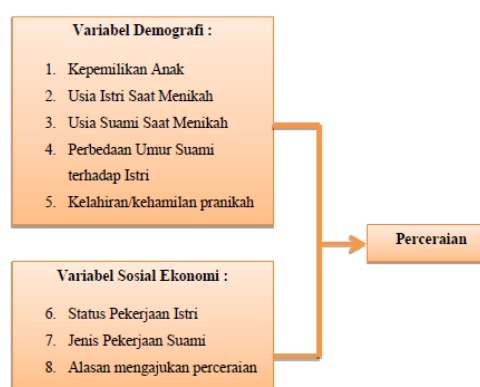 Variabel Demografi :
1. Kepemilikan Anak
2. Usia Istri Saat Menikah
3. Usia Suami Saat Menikah
4. Perbedaan Umur Suami
terhadap Istri
5. Kelahiran/kehamilan pranikah
Perceraian
Variabel Sosial Ekonomi :
6. Status Pekerjaan Istri
7. Jenis Pekerjaan Suami
8. Alasan mengajukan perceraian